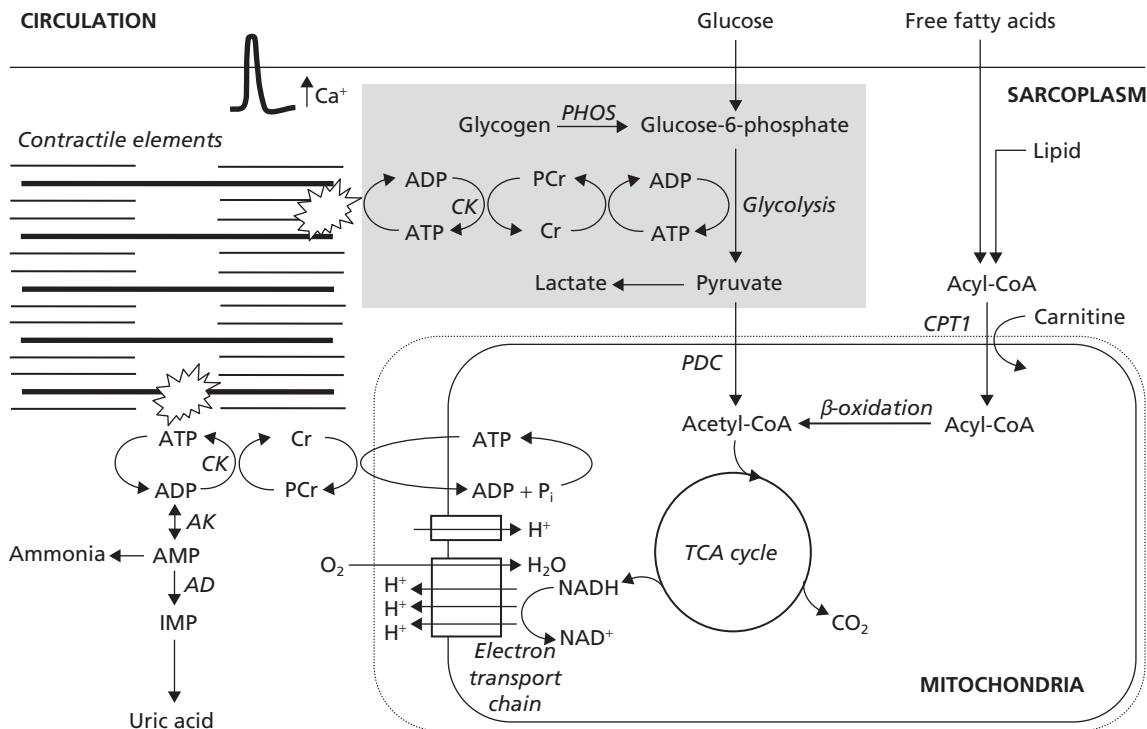 CIRCULATION
Glucose
Free fatty acids
Ca⁺
SARCOPLASM
Contractile elements
Glycogen
PHOS
Glucose-6-phosphate
Lipid
ADP
PCr
ADP
CK
Glycolysis
ATP
Cr
ATP
Lactate
Pyruvate
Acyl-CoA
CPT1
Carnitine
PDC
β-oxidation
Acetyl-CoA
Acyl-CoA
ATP
Cr
ATP
CK
ADP
PCr
ADP + Pᵢ
AK
H⁺
Ammonia
AMP
O₂
H₂O
TCA cycle
AD
H⁺
NADH
H⁺
IMP
H⁺
NAD⁺
CO₂
Electron
transport
chain
MITOCHONDRIA
Uric acid